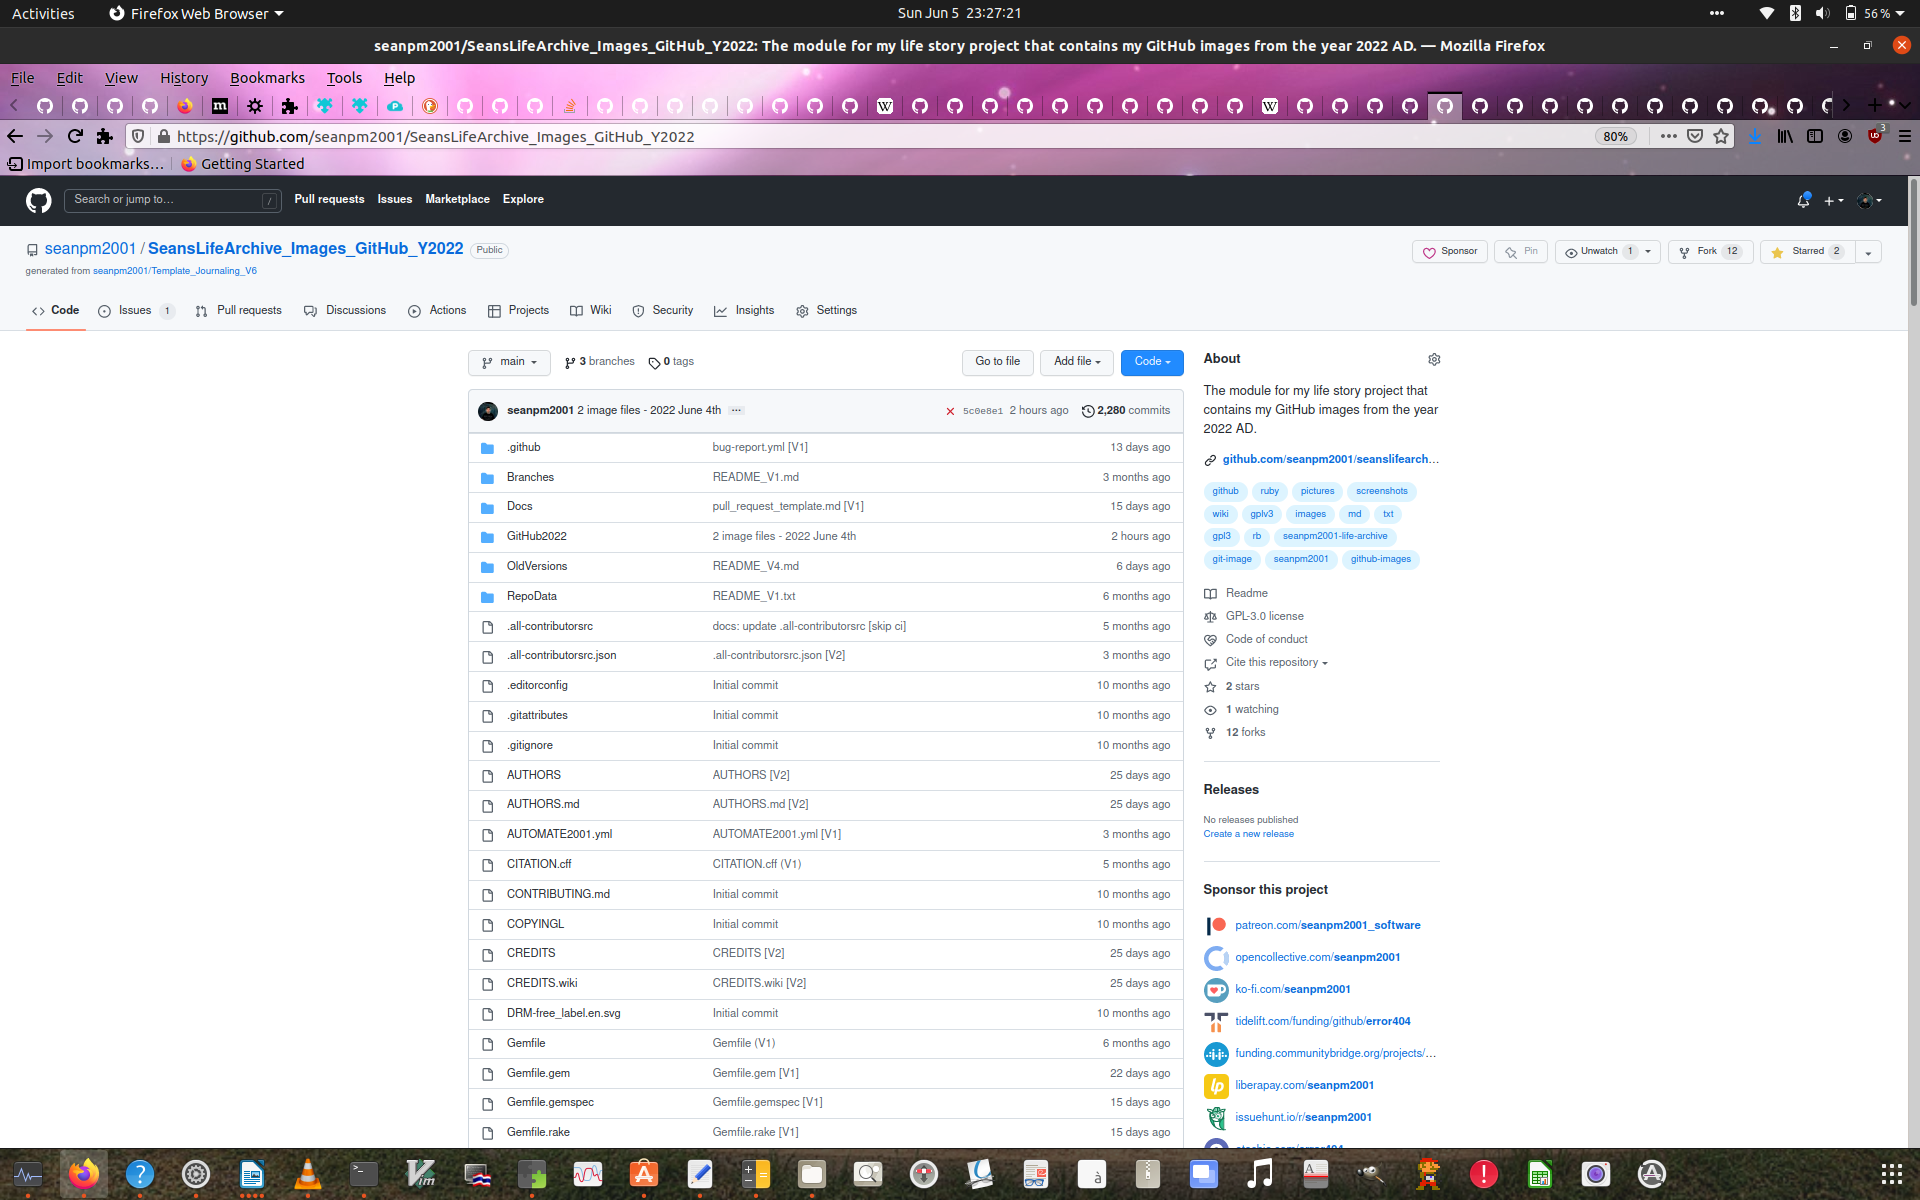 Activities Firefox Web Browser Sun Jun 5 23:27:21 56%
seanpm2001/SeansLifeArchive_Images_GitHub_Y2022: The module for my life story project that contains my GitHub images from the year 2022 AD. — Mozilla Firefox
File Edit View History Bookmarks Tools Help
https://github.com/seanpm2001/SeansLifeArchive_Images_GitHub_Y2022 80% 3
Import bookmarks… Getting Started
Search or jump to… / Pull requests Issues Marketplace Explore
seanpm2001 / SeansLifeArchive_Images_GitHub_Y2022 Public Sponsor Pin Unwatch 1 Fork 12 Starred 2
generated from seanpm2001/Template_Journaling_V6
Code Issues 1 Pull requests Discussions Actions Projects Wiki Security Insights Settings
main 3 branches 0 tags Go to file Add file Code
seanpm2001 2 image files - 2022 June 4th 5c0e8e1 2 hours ago 2,280 commits
.github bug-report.yml [V1] 13 days ago
Branches README_V1.md 3 months ago
Docs pull_request_template.md [V1] 15 days ago
GitHub2022 2 image files - 2022 June 4th 2 hours ago
OldVersions README_V4.md 6 days ago
RepoData README_V1.txt 6 months ago
.all-contributorsrc docs: update .all-contributorsrc [skip ci] 5 months ago
.all-contributorsrc.json .all-contributorsrc.json [V2] 3 months ago
.editorconfig Initial commit 10 months ago
.gitattributes Initial commit 10 months ago
.gitignore Initial commit 10 months ago
AUTHORS AUTHORS [V2] 25 days ago
AUTHORS.md AUTHORS.md [V2] 25 days ago
AUTOMATE2001.yml AUTOMATE2001.yml [V1] 3 months ago
CITATION.cff CITATION.cff (V1) 5 months ago
CONTRIBUTING.md Initial commit 10 months ago
COPYINGL Initial commit 10 months ago
CREDITS CREDITS [V2] 25 days ago
CREDITS.wiki CREDITS.wiki [V2] 25 days ago
DRM-free_label.en.svg Initial commit 10 months ago
Gemfile Gemfile (V1) 6 months ago
Gemfile.gem Gemfile.gem [V1] 22 days ago
Gemfile.gemspec Gemfile.gemspec [V1] 15 days ago
Gemfile.rake Gemfile.rake [V1] 15 days ago
About
The module for my life story project that
contains my GitHub images from the year
2022 AD.
github.com/seanpm2001/seanslifearch…
github ruby pictures screenshots
wiki gplv3 images md txt
gpl3 rb seanpm2001-life-archive
git-image seanpm2001 github-images
Readme
GPL-3.0 license
Code of conduct
Cite this repository
2 stars
1 watching
12 forks
Releases
No releases published
Create a new release
Sponsor this project
patreon.com/seanpm2001_software
opencollective.com/seanpm2001
ko-fi.com/seanpm2001
tidelift.com/funding/github/error404
funding.communitybridge.org/projects/…
liberapay.com/seanpm2001
issuehunt.io/r/seanpm2001